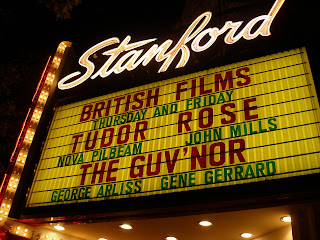 Stanford
BRITISH FILMS
THURSDAY AND FRIDAY
TUDOR ROSE
NOVA PILBEAM JOHN MILLS
THE GUV'NOR
GEORGE ARLISS GENE GERRARD